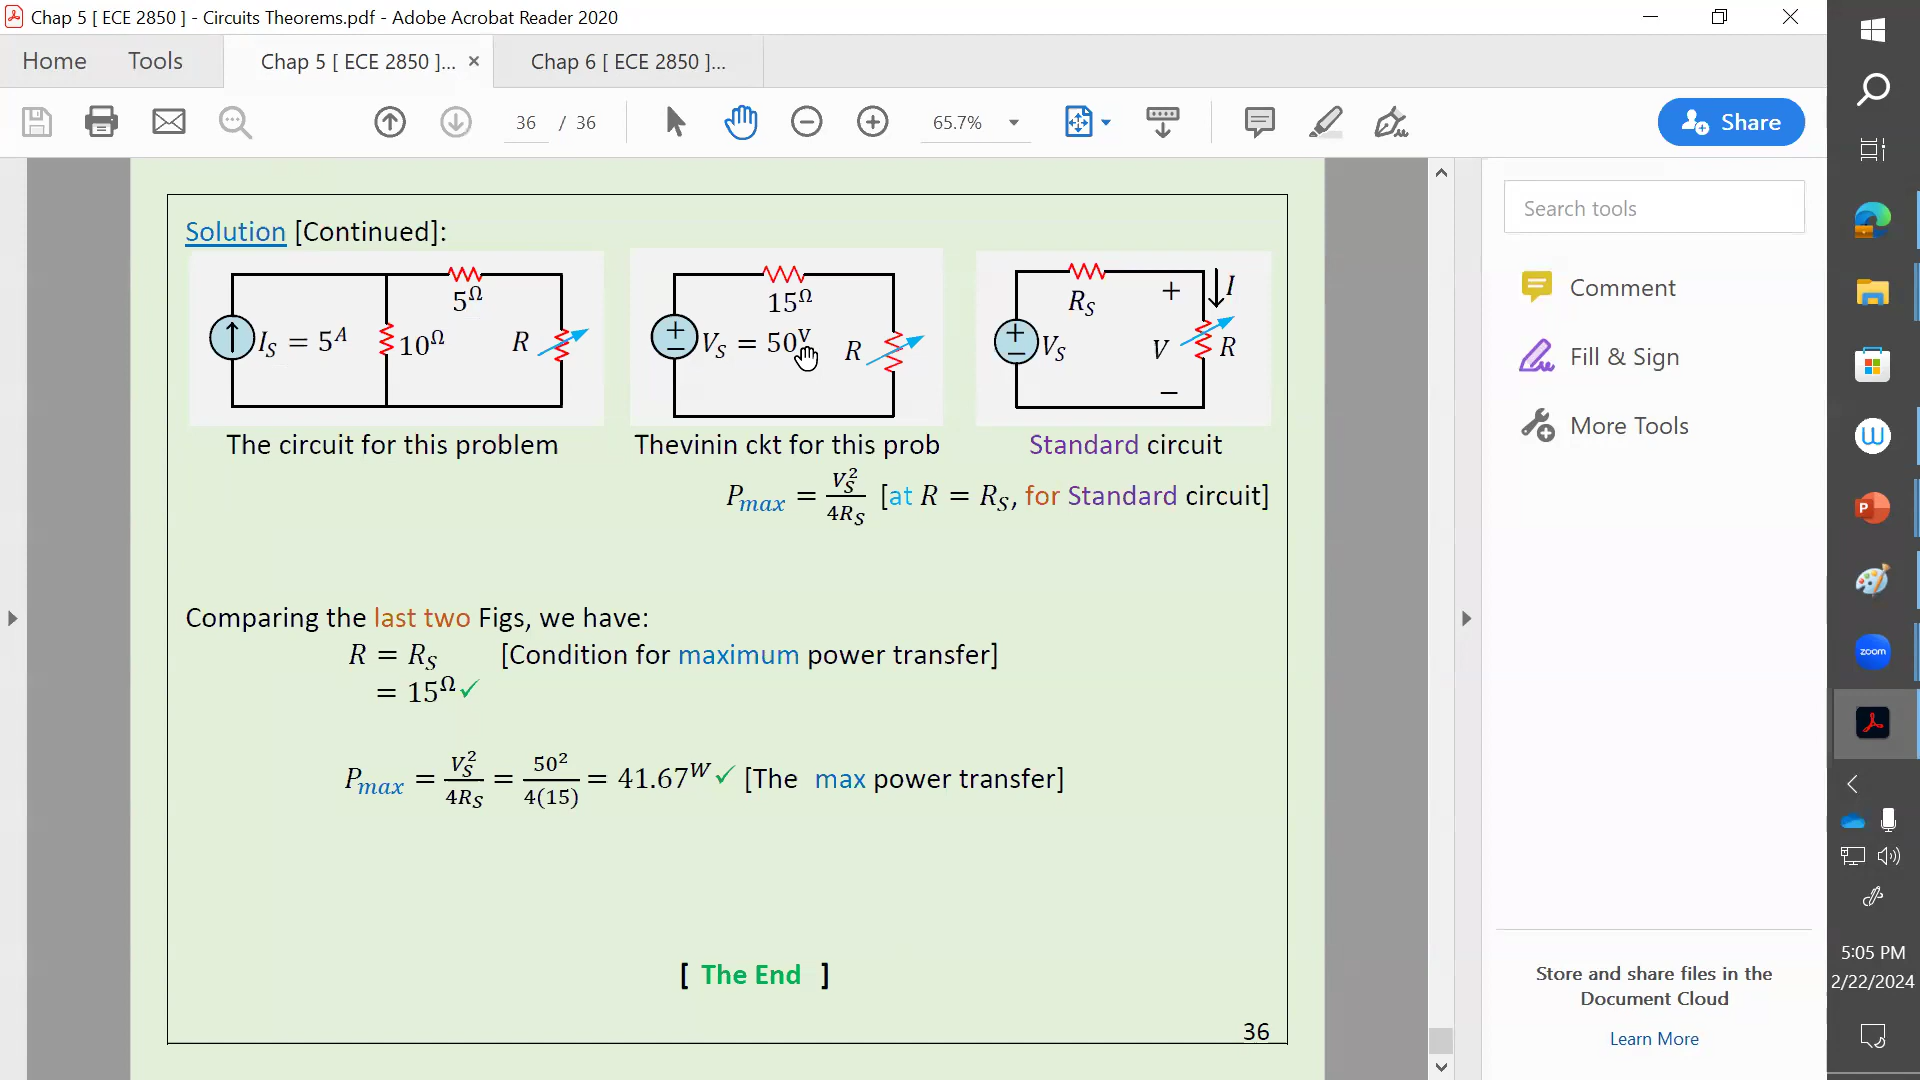 Chap 5 [ ECE 2850 ] - Circuits Theorems.pdf - Adobe Acrobat Reader 2020
Home Tools Chap 5 [ ECE 2850 ]... × Chap 6 [ ECE 2850 ]...
36 / 36 65.7% Share
Search tools
Comment
Fill & Sign
More Tools
Store and share files in the
Document Cloud
Learn More
Solution [Continued]:
I_S = 5^A 10^Ω 5^Ω R
15^Ω V_S = 50^V R
R_S V_S + V − I R
The circuit for this problem
Thevinin ckt for this prob
Standard circuit
P_max = V_S^2/4R_S [at R = R_S, for Standard circuit]
Comparing the last two Figs, we have:
R = R_S [Condition for maximum power transfer]
= 15^Ω ✓
P_max = V_S^2/4R_S = 50^2/4(15) = 41.67^W ✓ [The max power transfer]
[ The End ]
36
zoom
5:05 PM
2/22/2024